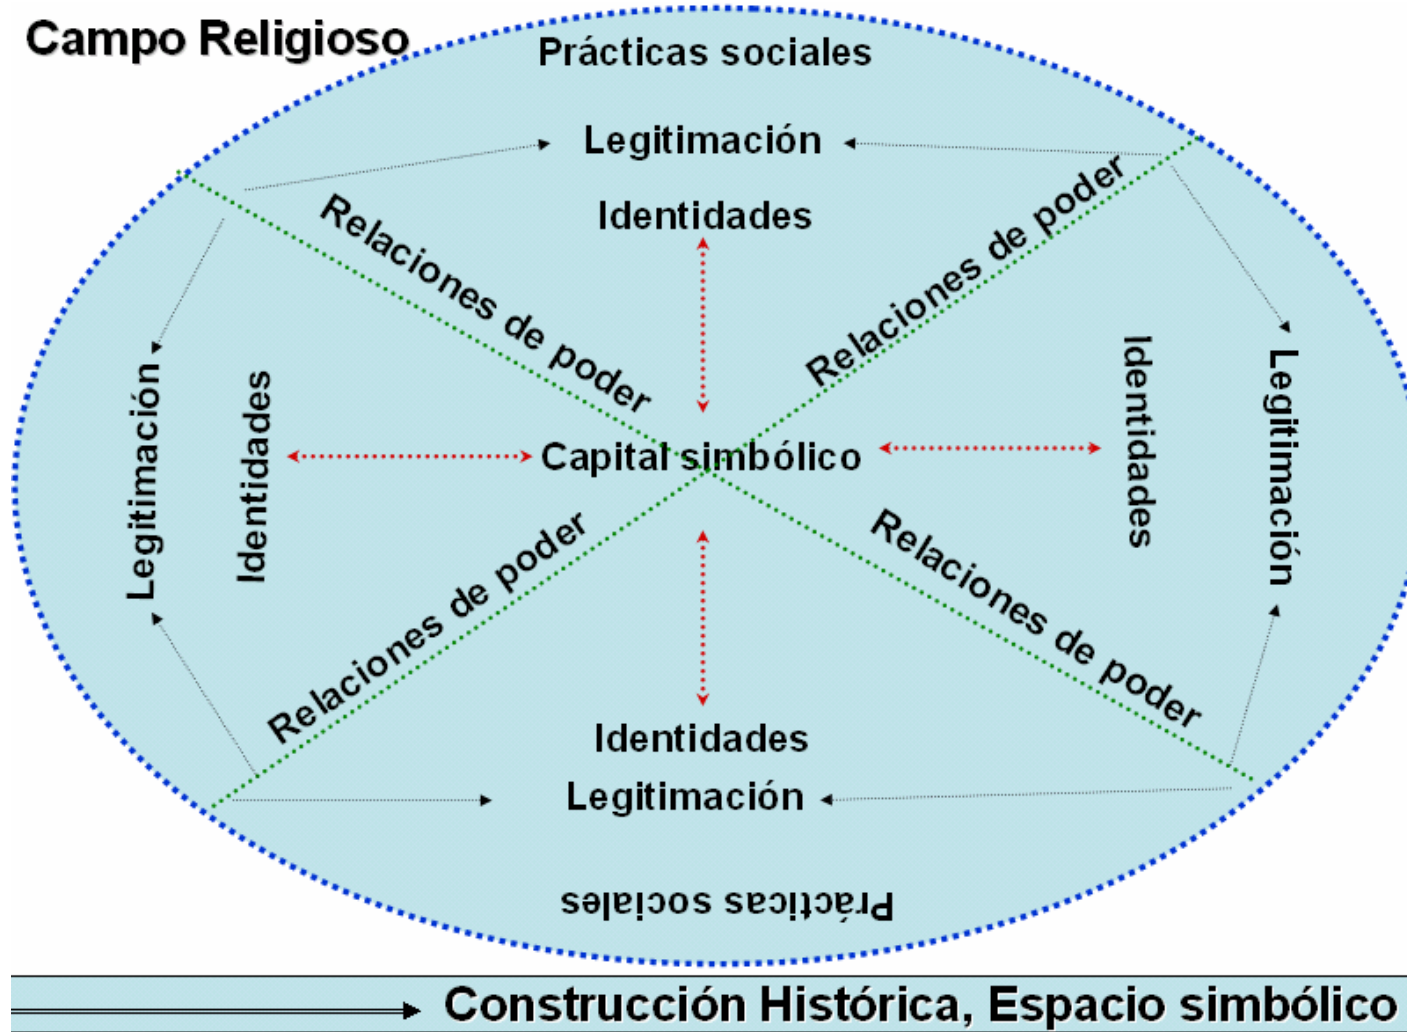 Campo Religioso
Prácticas sociales
Legitimación
Identidades
Relaciones de poder
Relaciones de poder
Legitimación
Identidades
Capital simbólico
Identidades
Legitimación
Relaciones de poder
Relaciones de poder
Identidades
Legitimación
Prácticas sociales
Construcción Histórica, Espacio simbólico